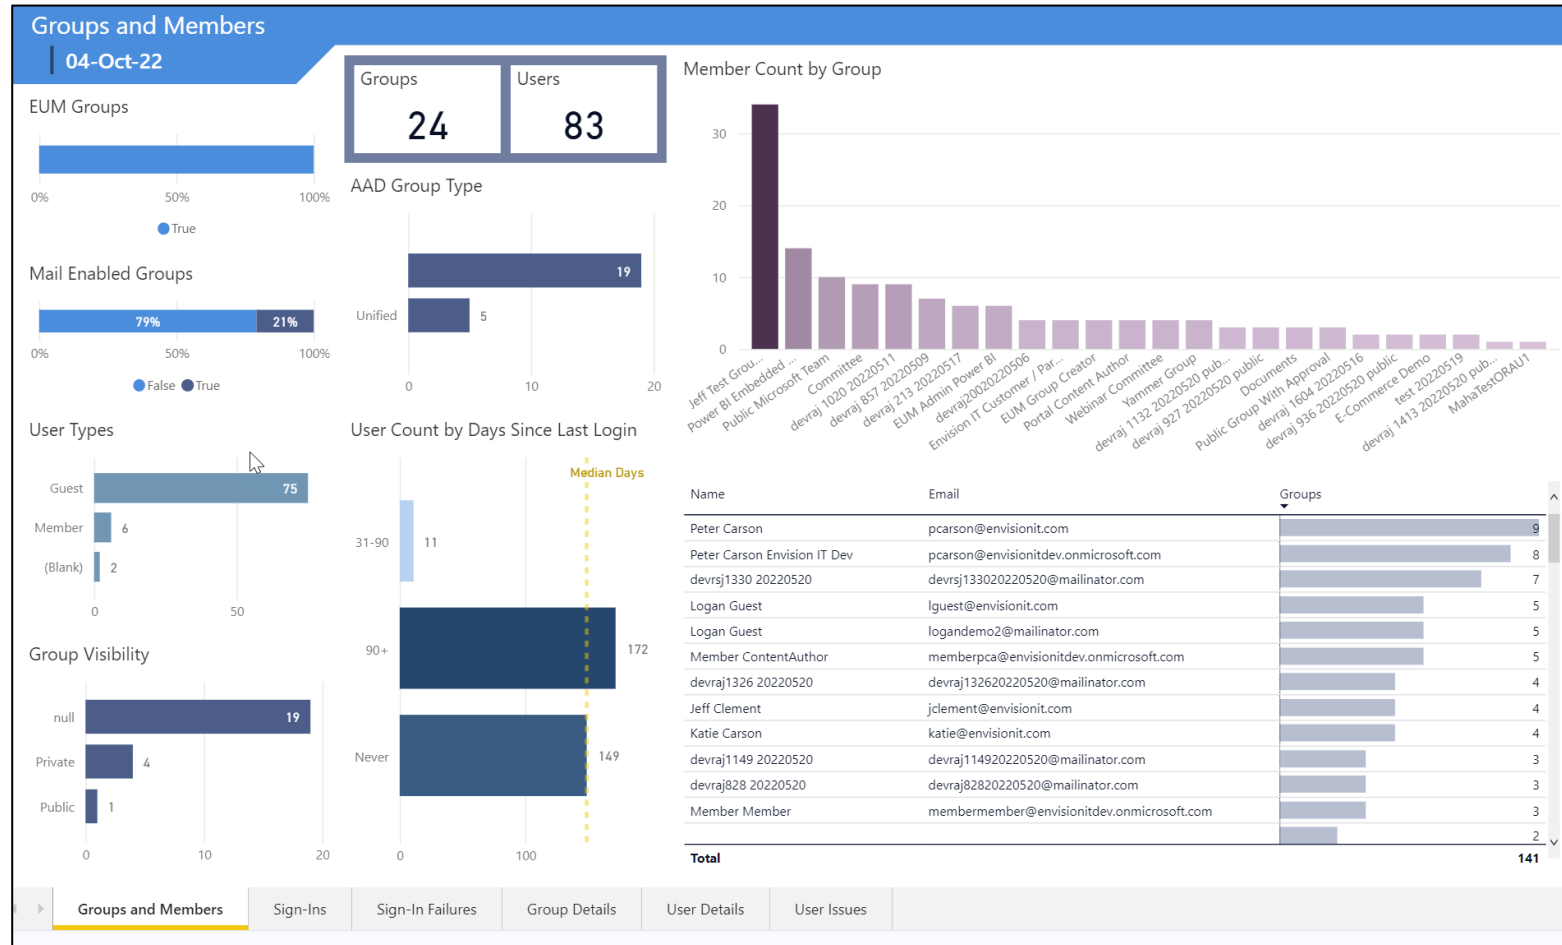 Groups and Members
04-Oct-22
EUM Groups
0% 50% 100%
True
Mail Enabled Groups
79% 21%
0% 50% 100%
False True
User Types
Guest 75
Member 6
(Blank) 2
0 50
Group Visibility
null 19
Private 4
Public 1
0 10 20
Groups
24
Users
83
AAD Group Type
19
Unified 5
0 10 20
User Count by Days Since Last Login
Median Days
31-90 11
90+ 172
Never 149
0 100
Member Count by Group
30
20
10
0
Jeff Test Grou...
Power BI Embedded ...
Public Microsoft Team
Committee
devraj 1020 20220511
devraj 857 20220509
devraj 213 20220517
EUM Admin Power BI
devraj20020220506
Envision IT Customer / Par...
EUM Group Creator
Portal Content Author
Webinar Committee
Yammer Group
devraj 1132 20220520 pub...
devraj 927 20220520 public
Documents
Public Group With Approval
devraj 1604 20220516
devraj 936 20220520 public
E-Commerce Demo
test 20220519
devraj 1413 20220520 pub...
MahaTestORAU1
Name Email Groups
Peter Carson pcarson@envisionit.com 9
Peter Carson Envision IT Dev pcarson@envisionitdev.onmicrosoft.com 8
devrsj1330 20220520 devrsj133020220520@mailinator.com 7
Logan Guest lguest@envisionit.com 5
Logan Guest logandemo2@mailinator.com 5
Member ContentAuthor memberpca@envisionitdev.onmicrosoft.com 5
devraj1326 20220520 devraj132620220520@mailinator.com 4
Jeff Clement jclement@envisionit.com 4
Katie Carson katie@envisionit.com 4
devraj1149 20220520 devraj114920220520@mailinator.com 3
devraj828 20220520 devraj82820220520@mailinator.com 3
Member Member membermember@envisionitdev.onmicrosoft.com 3
2
Total 141
Groups and Members Sign-Ins Sign-In Failures Group Details User Details User Issues